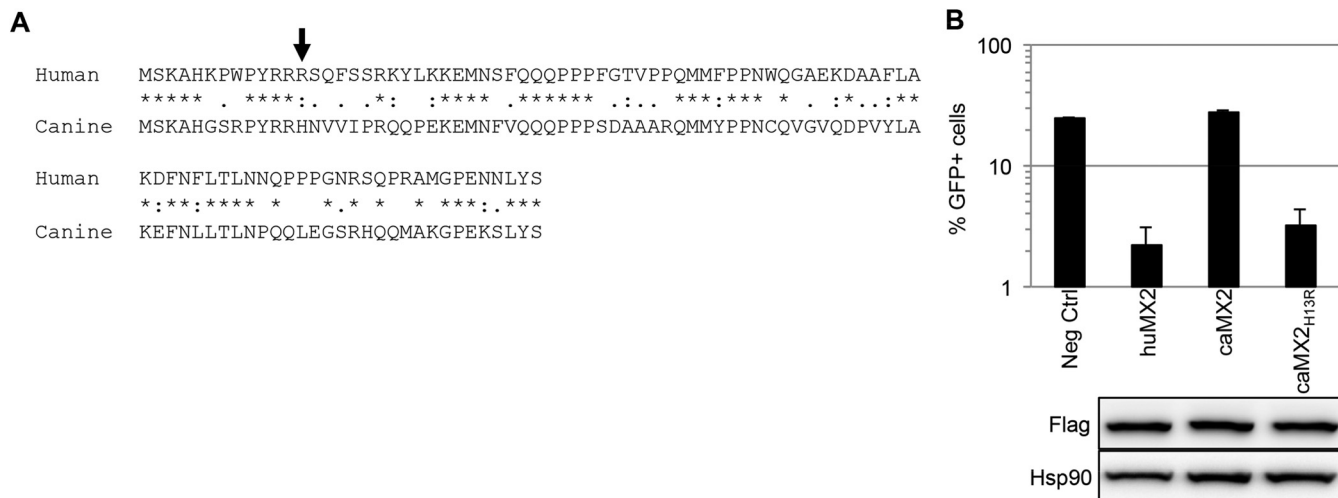 A
Human MSKAHKPWPYRRRSQFSSRKYLKKEMNSFQQQPPPFGTVPPQMMFPPNWQGAEKDAAFLA
***** . ****:. . . *: :**** ******** .:.. ***:*** * . *:..:**
Canine MSKAHGSRPYRRHNVVIPRQQPEKEMNFVQQQPPPSDAAARQMMYPPNCQVGVQDPVYLA
Human KDFNFLTLNNQPPPGNRSQPRAMGPENNLYS
*:**:**** * *.* * * ***:.***
Canine KEFNLLTLNPQQLEGSRHQQMAKGPEKSLYS
B
% GFP+ cells
100
10
1
Neg Ctrl
huMX2
caMX2
caMX2H13R
Flag
Hsp90